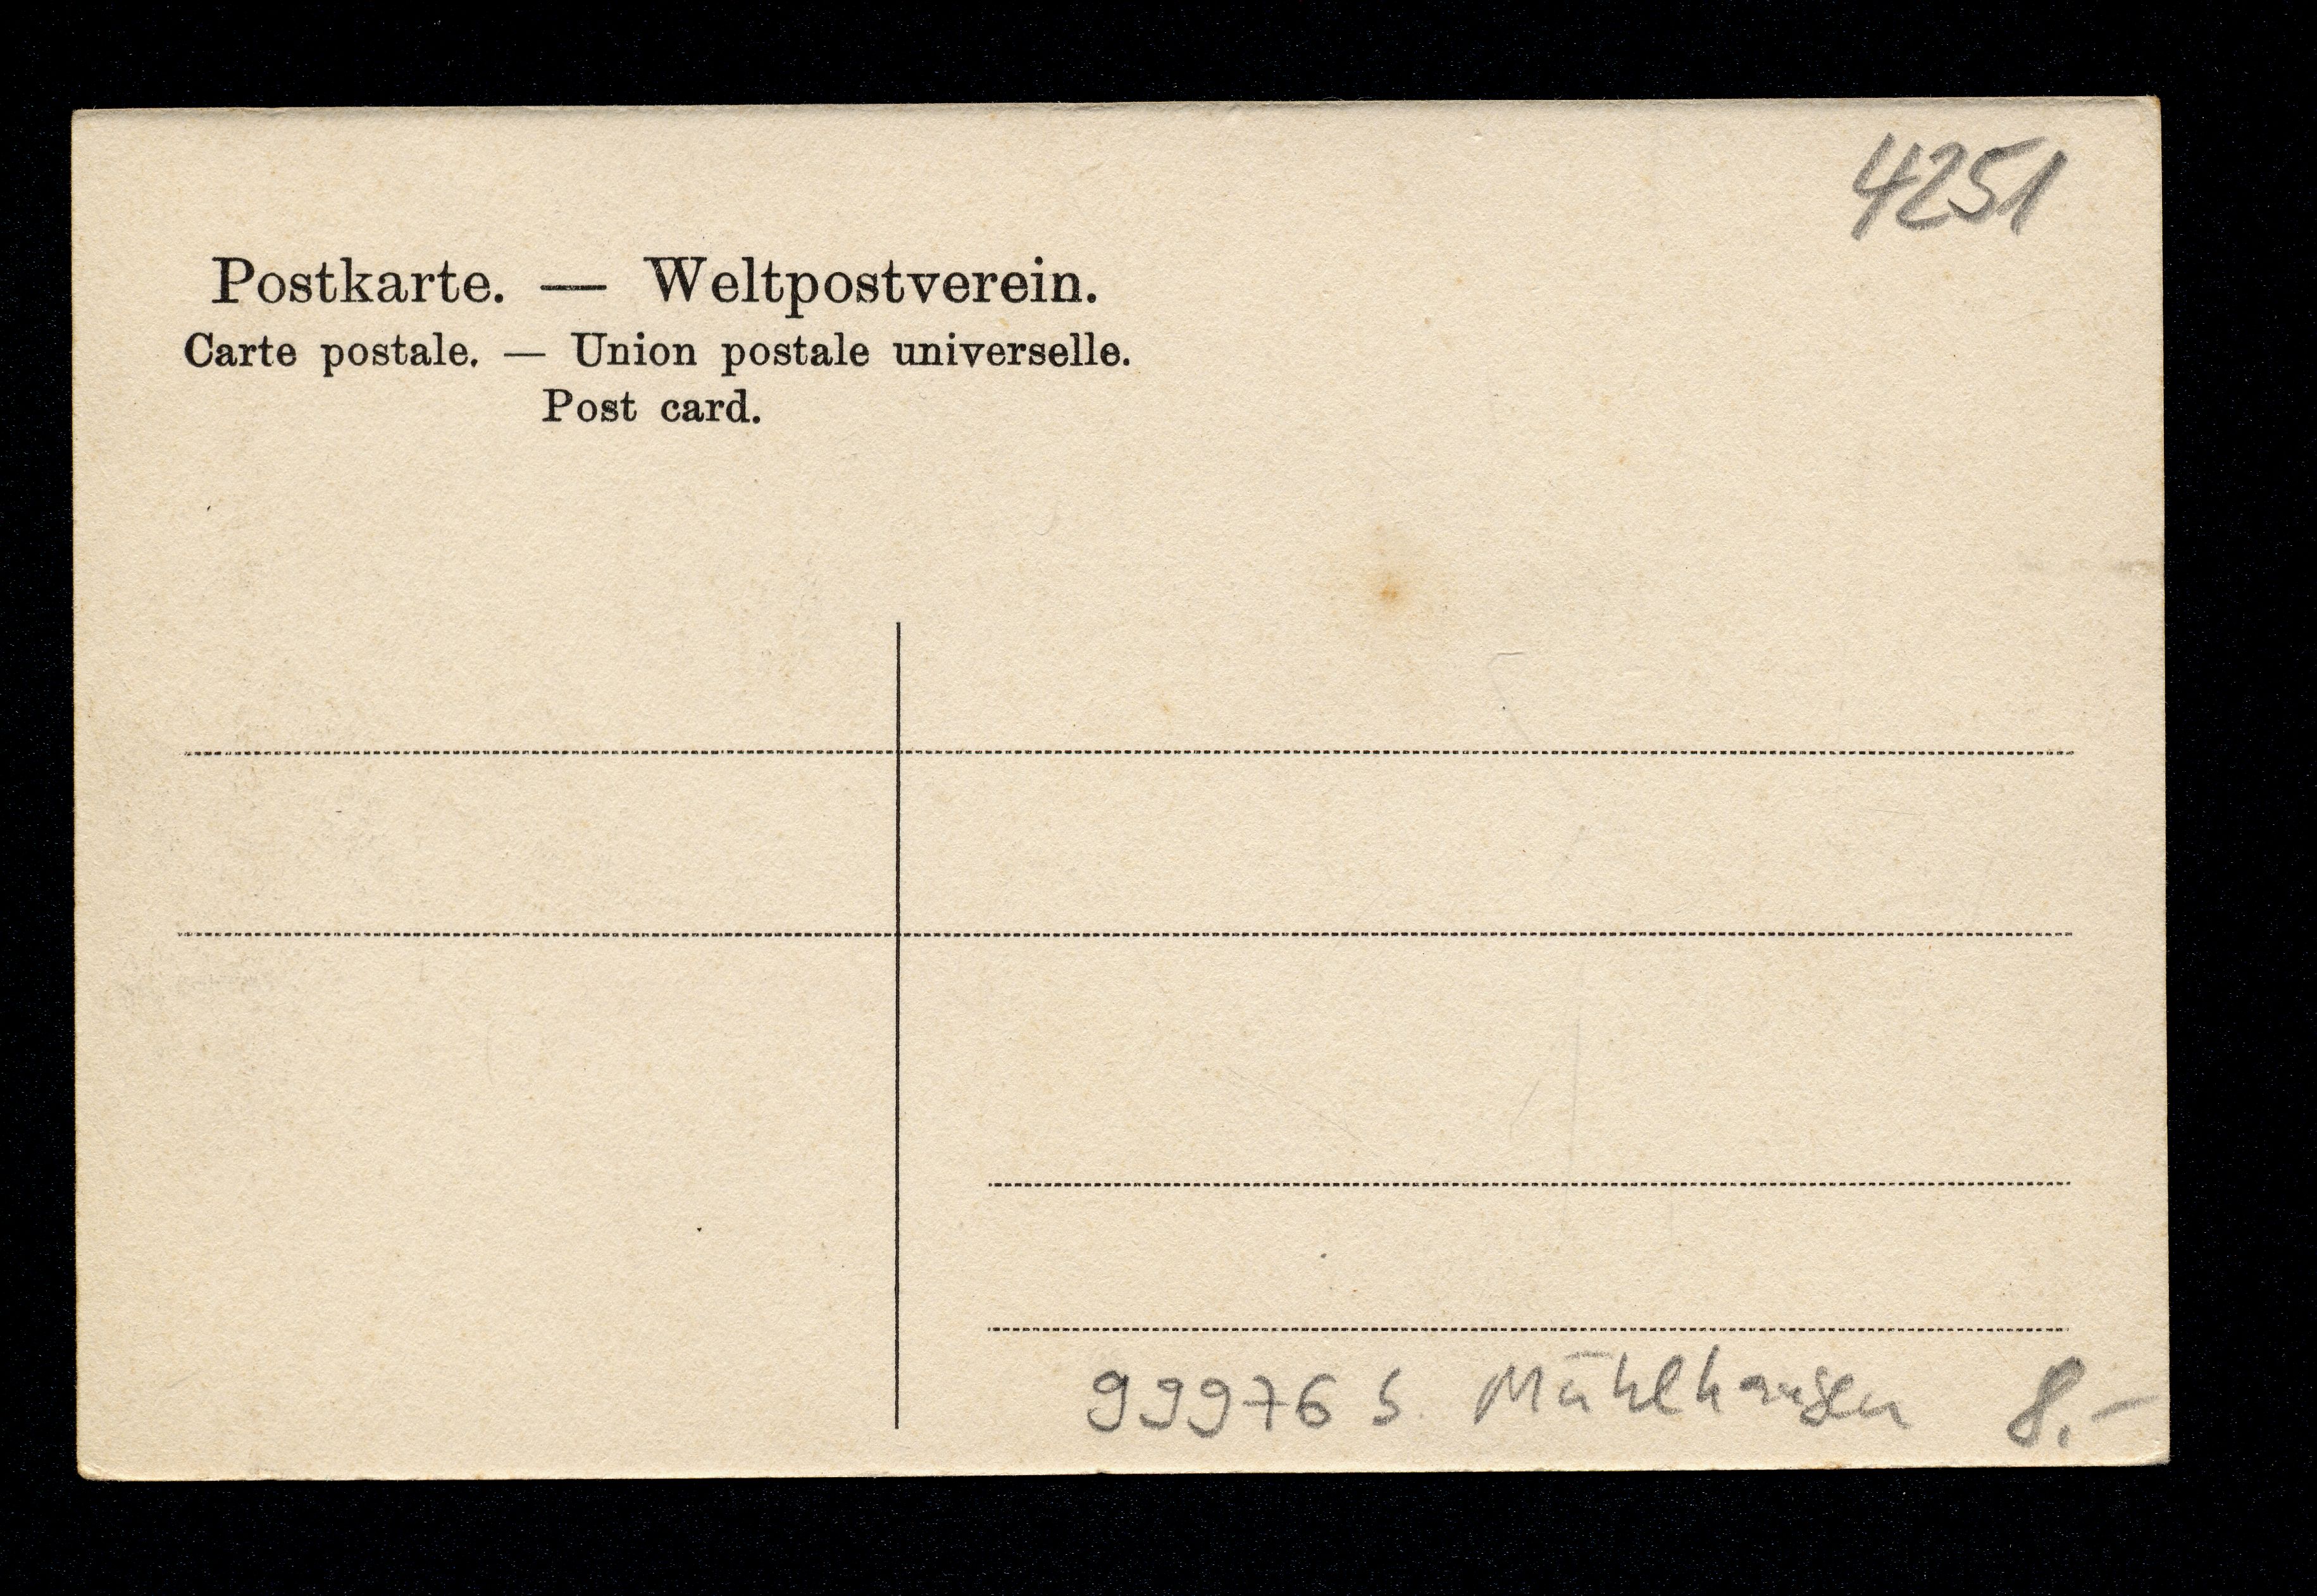 4251
Postkarte. — Weltpostverein.
Carte postale. — Union postale universelle.
Post card.
99976 S. Mühlhausen 8.-